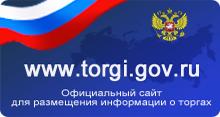 www.torgi.gov.ru
Официальный сайт
для размещения информации о торгах